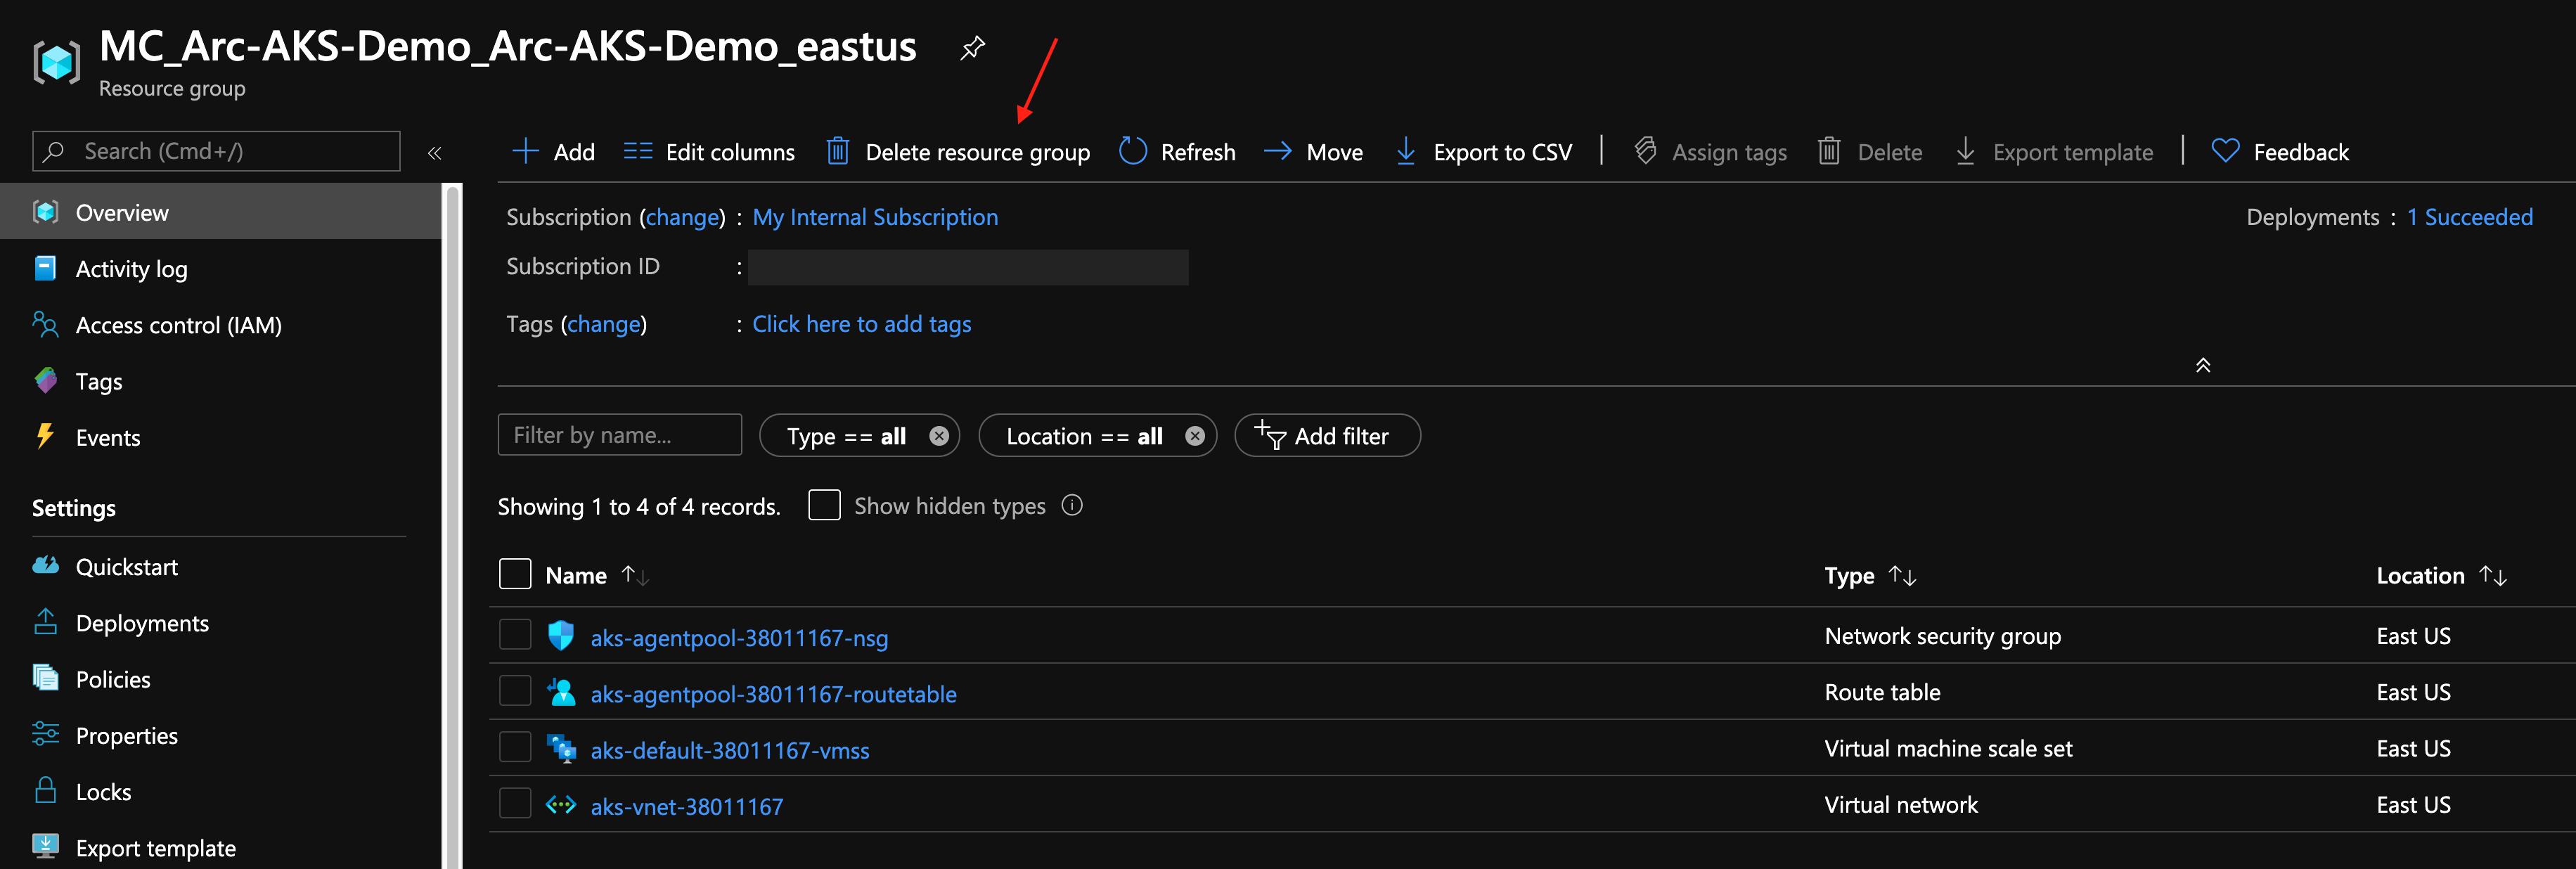 MC_Arc-AKS-Demo_Arc-AKS-Demo_eastus
Resource group
Search (Cmd+/)
Add Edit columns Delete resource group Refresh Move Export to CSV Assign tags Delete Export template Feedback
Overview
Activity log
Access control (IAM)
Tags
Events
Settings
Quickstart
Deployments
Policies
Properties
Locks
Export template
Subscription (change) : My Internal Subscription
Deployments : 1 Succeeded
Subscription ID :
Tags (change) : Click here to add tags
Filter by name... Type == all Location == all Add filter
Showing 1 to 4 of 4 records. Show hidden types
Name Type Location
aks-agentpool-38011167-nsg Network security group East US
aks-agentpool-38011167-routetable Route table East US
aks-default-38011167-vmss Virtual machine scale set East US
aks-vnet-38011167 Virtual network East US